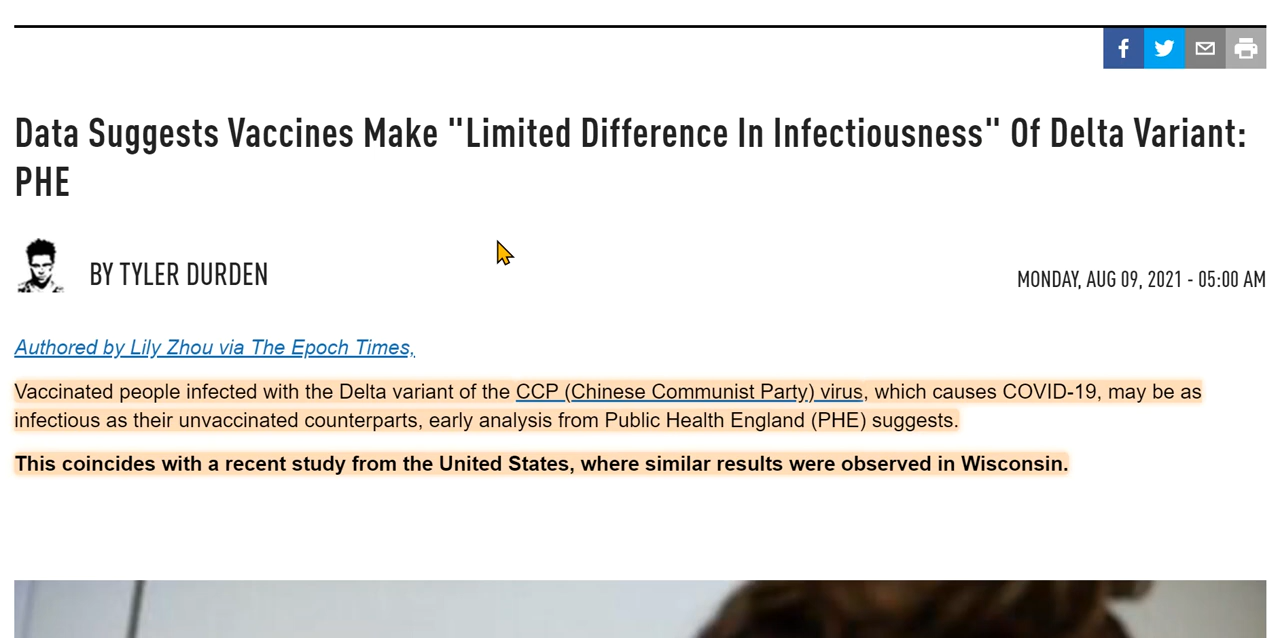 Data Suggests Vaccines Make "Limited Difference In Infectiousness" Of Delta Variant:
PHE
BY TYLER DURDEN
MONDAY, AUG 09, 2021 - 05:00 AM
Authored by Lily Zhou via The Epoch Times,
Vaccinated people infected with the Delta variant of the CCP (Chinese Communist Party) virus, which causes COVID-19, may be as
infectious as their unvaccinated counterparts, early analysis from Public Health England (PHE) suggests.
This coincides with a recent study from the United States, where similar results were observed in Wisconsin.